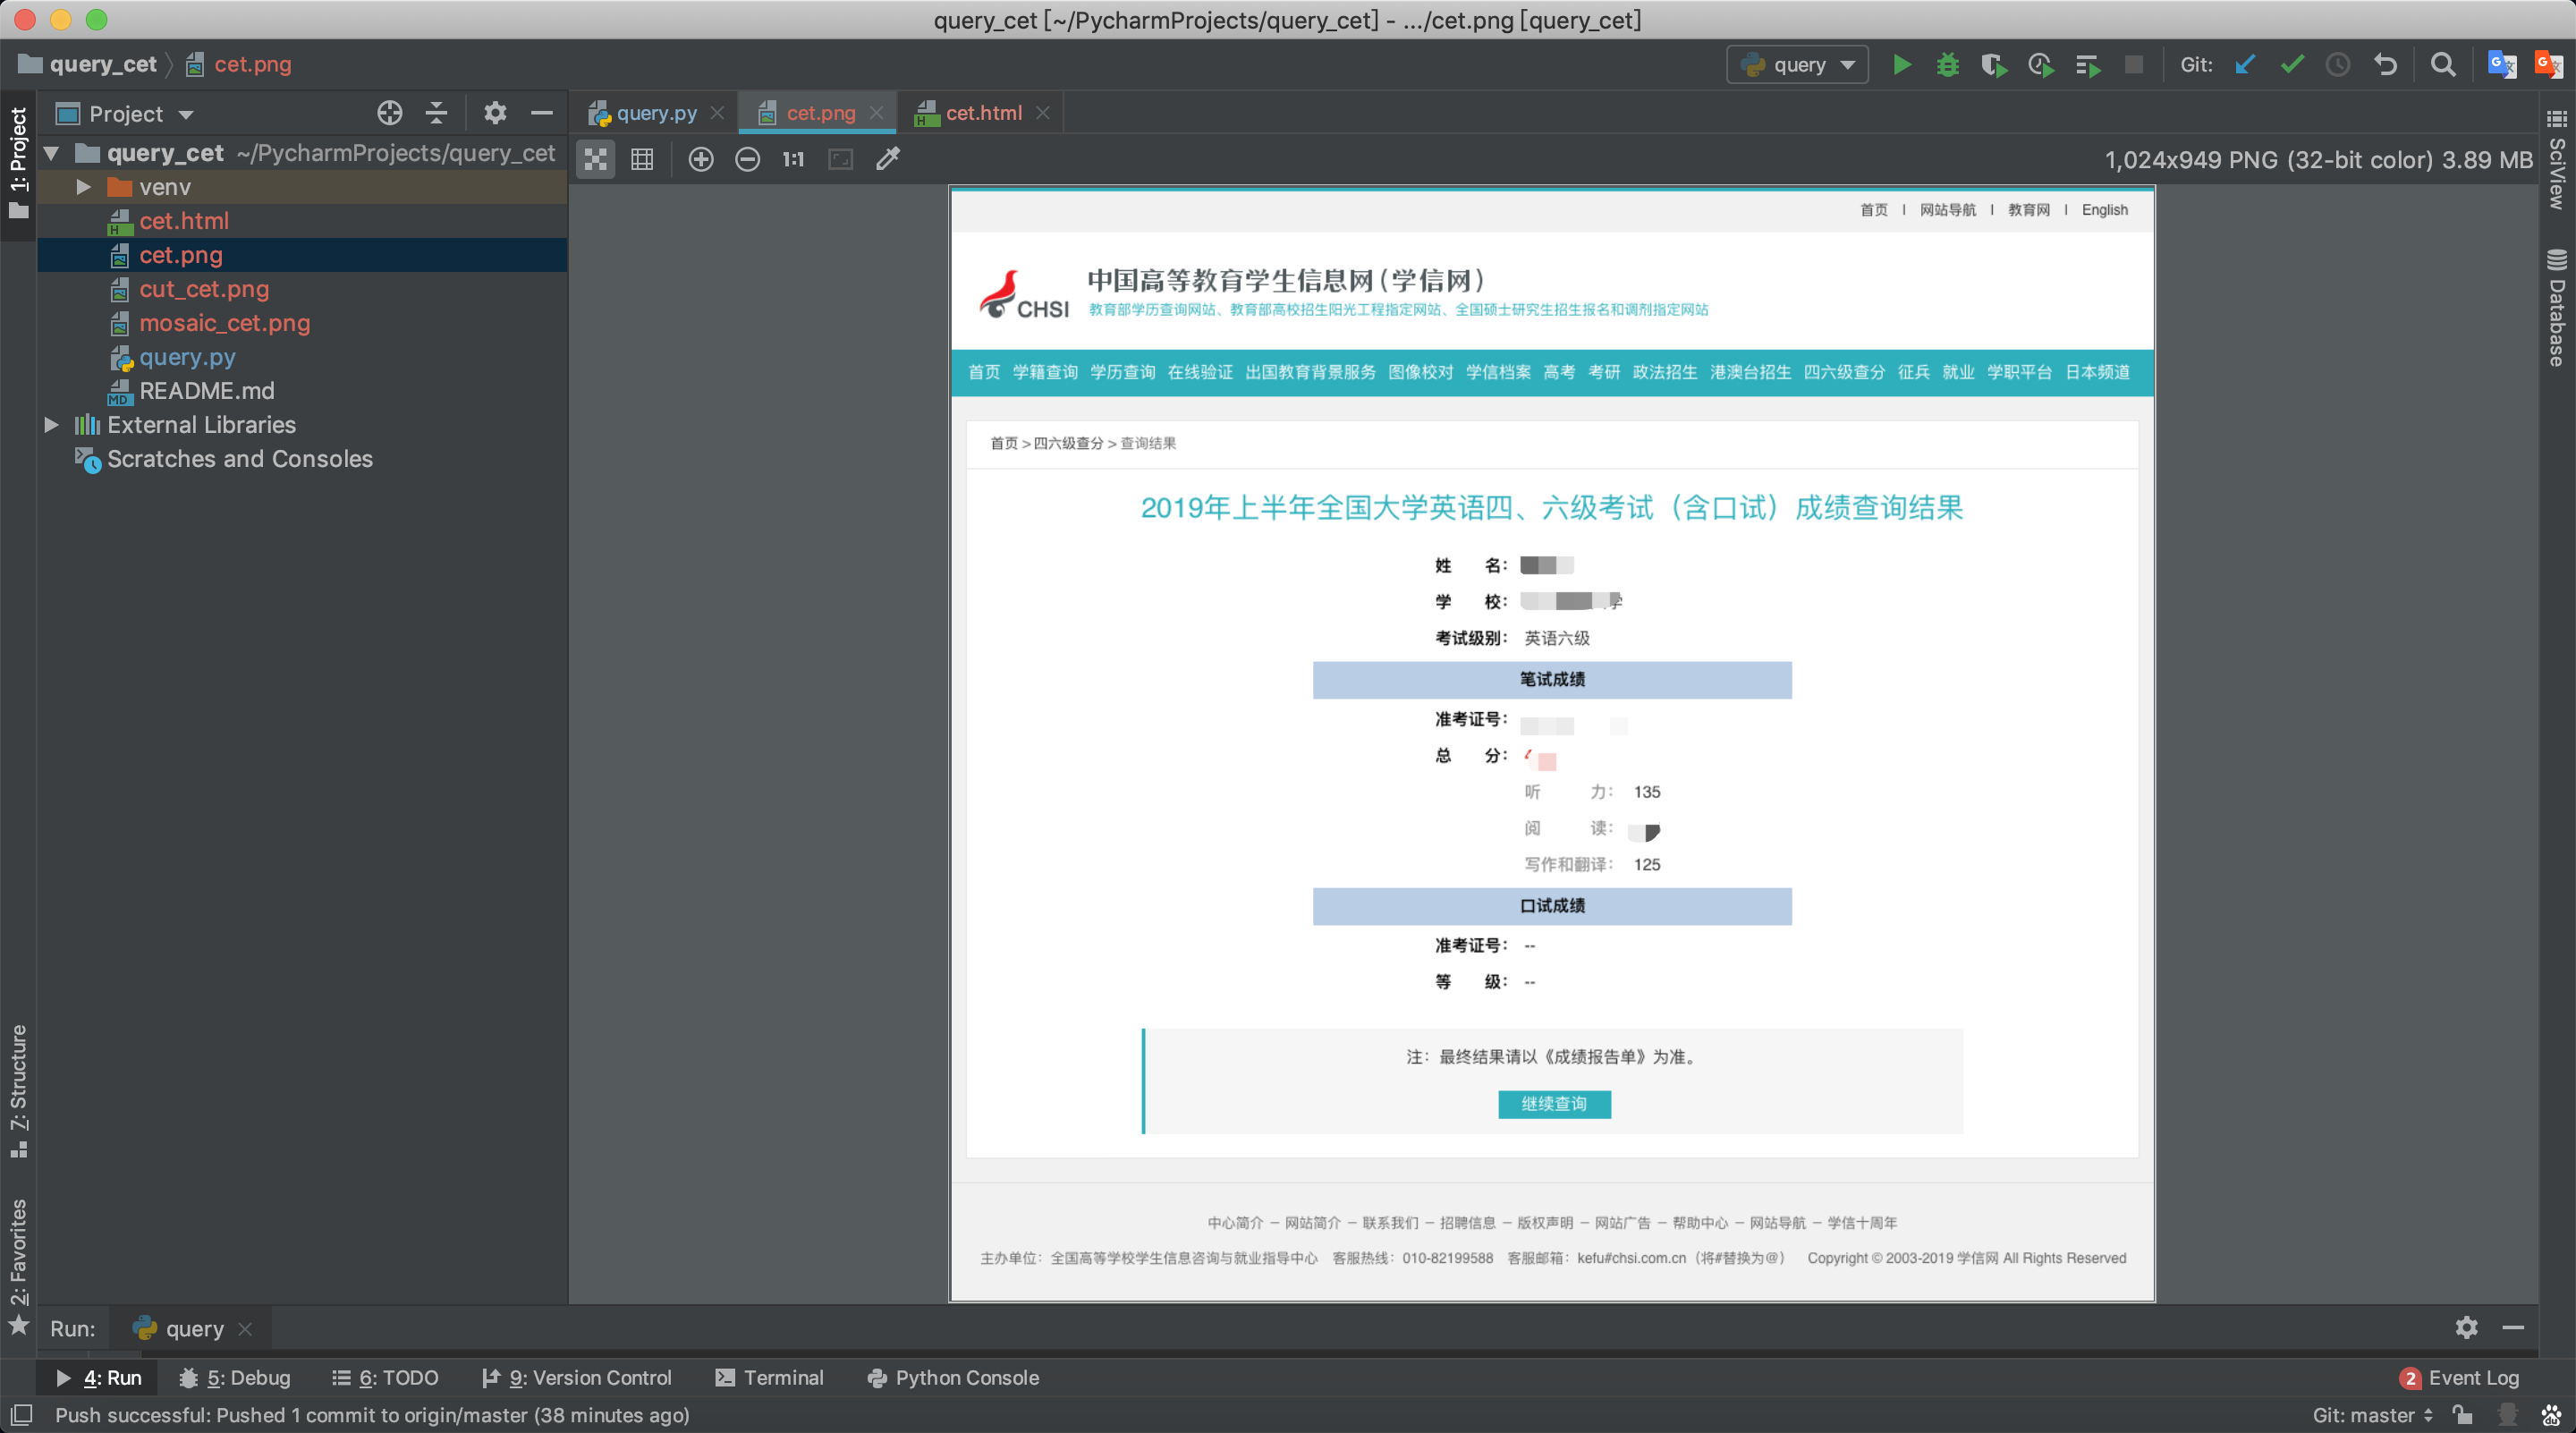 query_cet [~/PycharmProjects/query_cet] - .../cet.png [query_cet]
query_cet cet.png
query
Git:
1: Project
Project
query.py
cet.png
cet.html
1,024x949 PNG (32-bit color) 3.89 MB
SciView
Database
query_cet ~/PycharmProjects/query_cet
venv
cet.html
cet.png
cut_cet.png
mosaic_cet.png
query.py
README.md
External Libraries
Scratches and Consoles
1:1
首页 | 网站导航 | 教育网 | English
CHSI
中国高等教育学生信息网(学信网)
教育部学历查询网站、教育部高校招生阳光工程指定网站、全国硕士研究生招生报名和调剂指定网站
首页 学籍查询 学历查询 在线验证 出国教育背景服务 图像校对 学信档案 高考 考研 政法招生 港澳台招生 四六级查分 征兵 就业 学职平台 日本频道
首页 > 四六级查分 > 查询结果
2019年上半年全国大学英语四、六级考试（含口试）成绩查询结果
姓 名：
学 校：
考试级别： 英语六级
笔试成绩
准考证号：
总 分：
听 力： 135
阅 读：
写作和翻译： 125
口试成绩
准考证号： --
等 级： --
注：最终结果请以《成绩报告单》为准。
继续查询
中心简介 － 网站简介 － 联系我们 － 招聘信息 － 版权声明 － 网站广告 － 帮助中心 － 网站导航 － 学信十周年
主办单位：全国高等学校学生信息咨询与就业指导中心 客服热线：010-82199588 客服邮箱：kefu#chsi.com.cn（将#替换为@） Copyright © 2003-2019 学信网 All Rights Reserved
7: Structure
2: Favorites
Run: query
4: Run
5: Debug
6: TODO
9: Version Control
Terminal
Python Console
2 Event Log
Push successful: Pushed 1 commit to origin/master (38 minutes ago)
Git: master